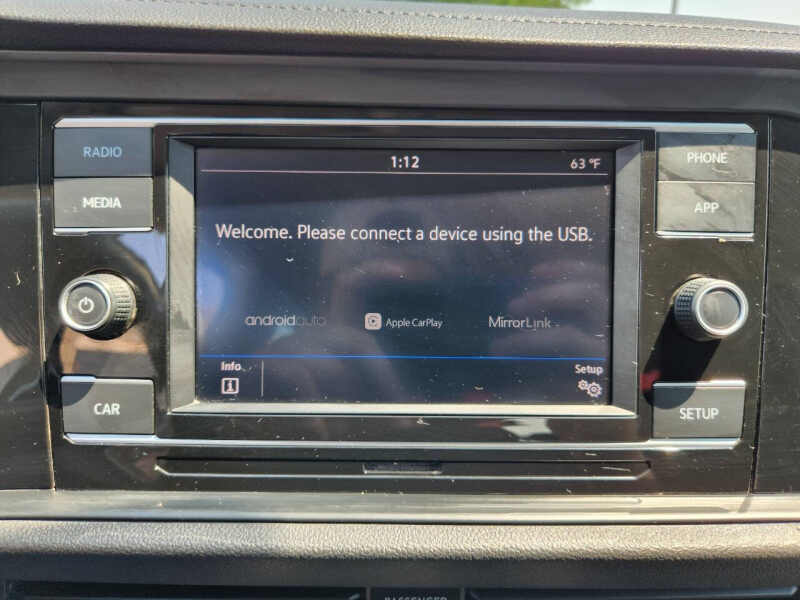 RADIO
MEDIA
CAR
1:12
63 °F
Welcome. Please connect a device using the USB.
androidauto
Apple CarPlay
MirrorLink
Info
Setup
PHONE
APP
SETUP
PASSENGER